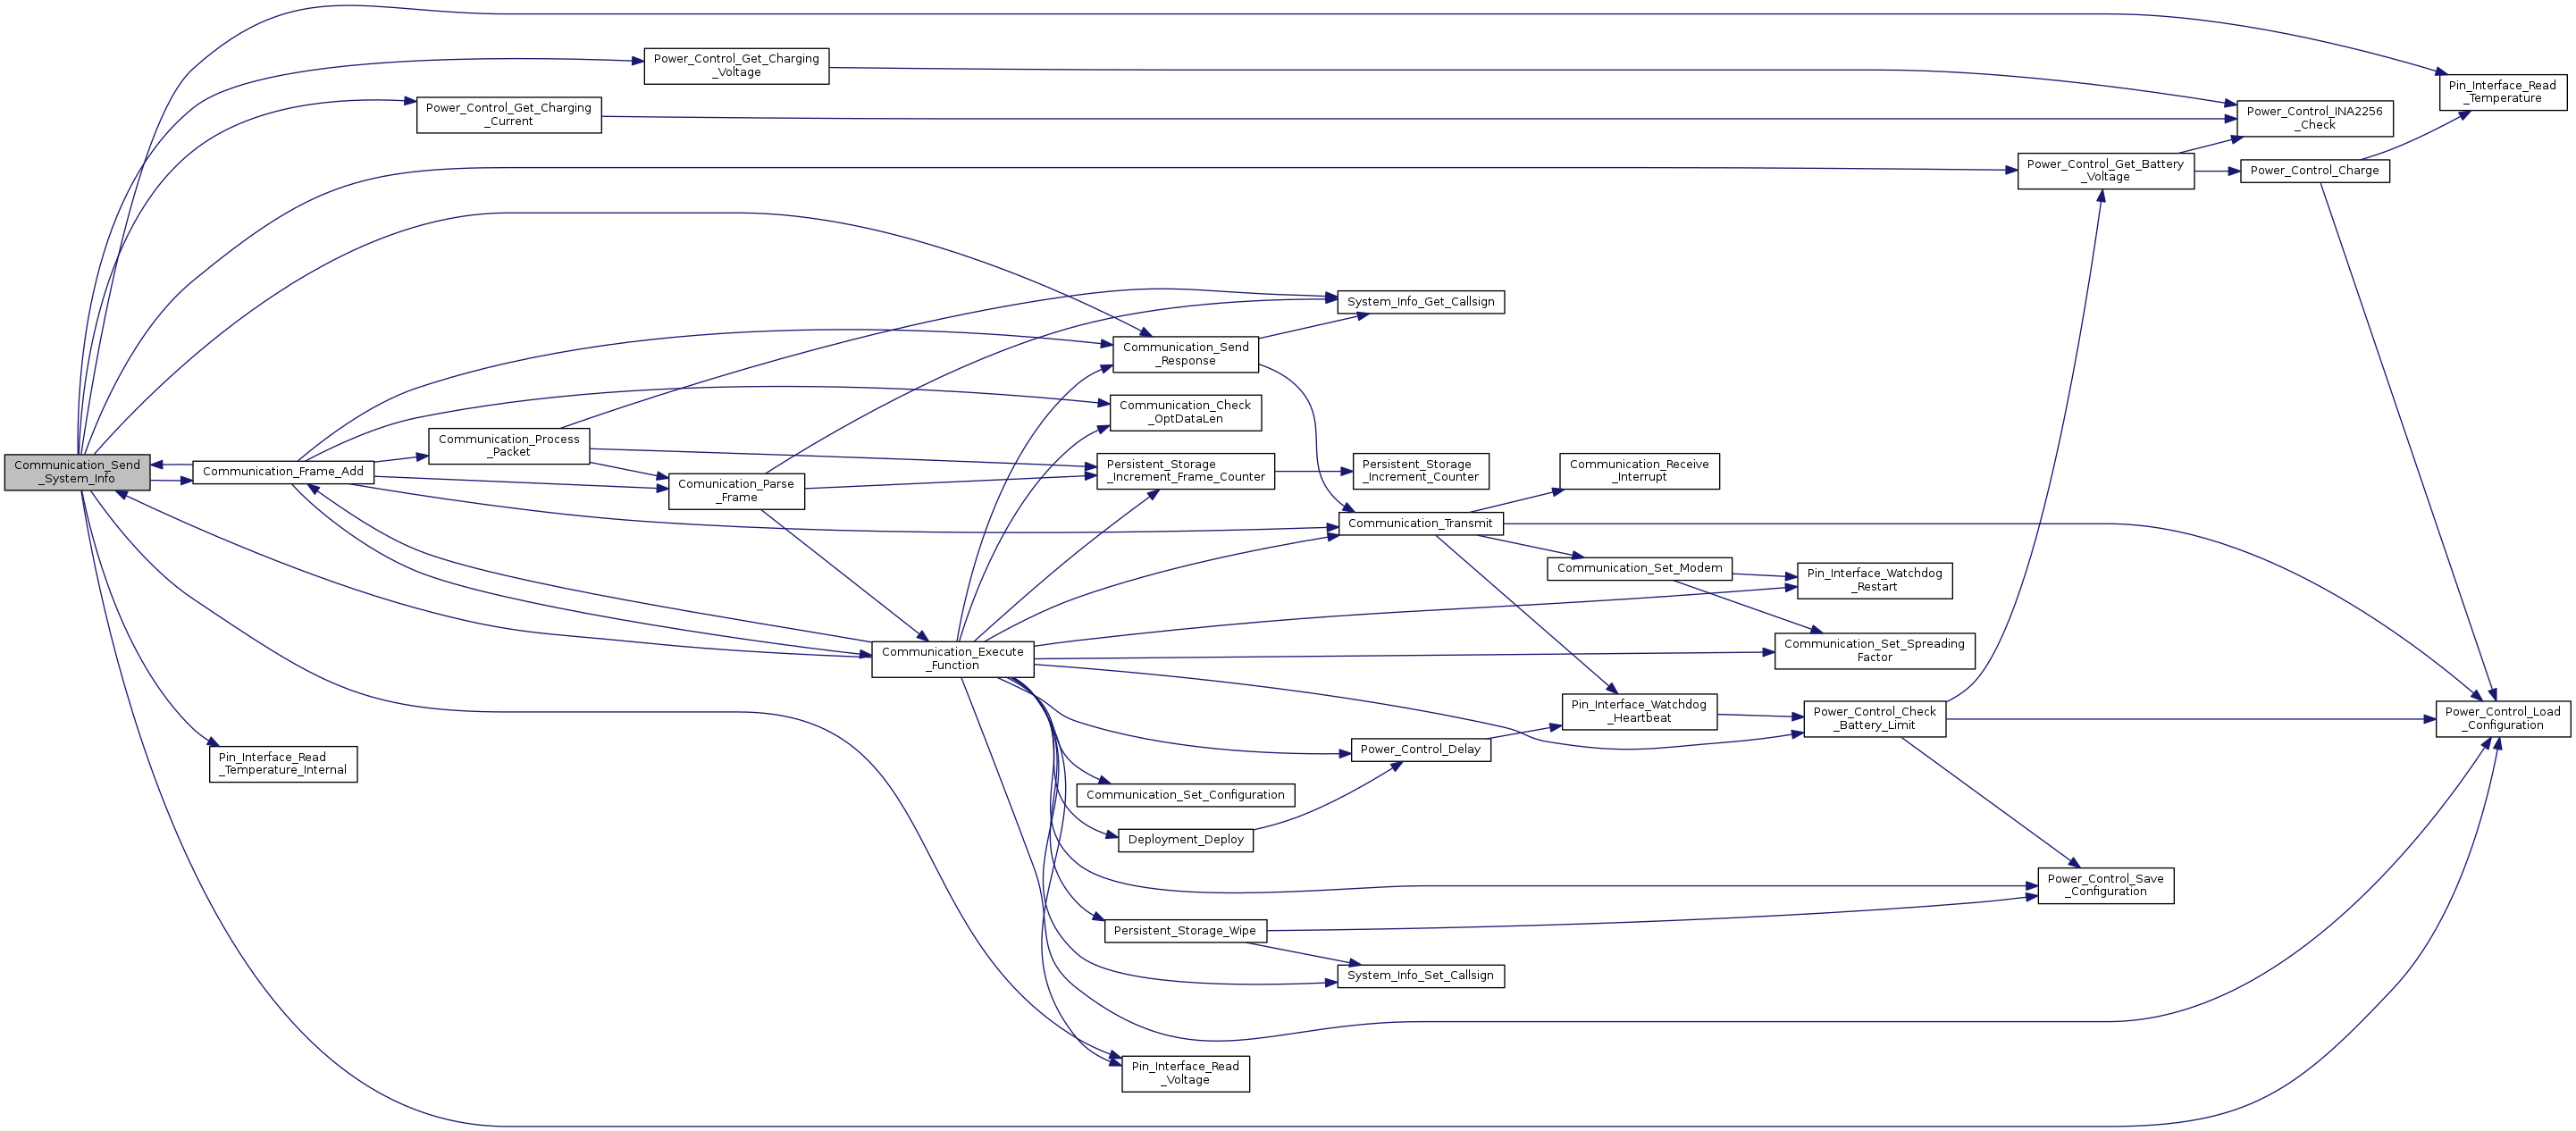 Power_Control_Get_Charging
_Voltage
Pin_Interface_Read
_Temperature
Power_Control_Get_Charging
_Current
Power_Control_INA2256
_Check
Power_Control_Get_Battery
_Voltage
Power_Control_Charge
System_Info_Get_Callsign
Communication_Send
_Response
Communication_Check
_OptDataLen
Communication_Process
_Packet
Communication_Send
_System_Info
Communication_Frame_Add
Comunication_Parse
_Frame
Persistent_Storage
_Increment_Frame_Counter
Persistent_Storage
_Increment_Counter
Communication_Receive
_Interrupt
Communication_Transmit
Communication_Set_Modem
Pin_Interface_Watchdog
_Restart
Communication_Execute
_Function
Communication_Set_Spreading
Factor
Pin_Interface_Watchdog
_Heartbeat
Power_Control_Check
_Battery_Limit
Power_Control_Load
_Configuration
Power_Control_Delay
Pin_Interface_Read
_Temperature_Internal
Communication_Set_Configuration
Deployment_Deploy
Power_Control_Save
_Configuration
Persistent_Storage_Wipe
System_Info_Set_Callsign
Pin_Interface_Read
_Voltage